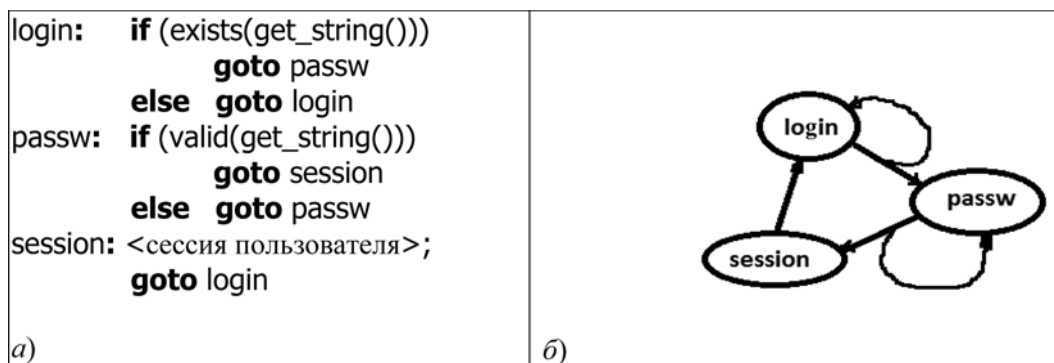 login: if (exists(get_string()))
goto passw
else goto login
passw: if (valid(get_string()))
goto session
else goto passw
session: <сессия пользователя>;
goto login
а)
login
passw
session
б)